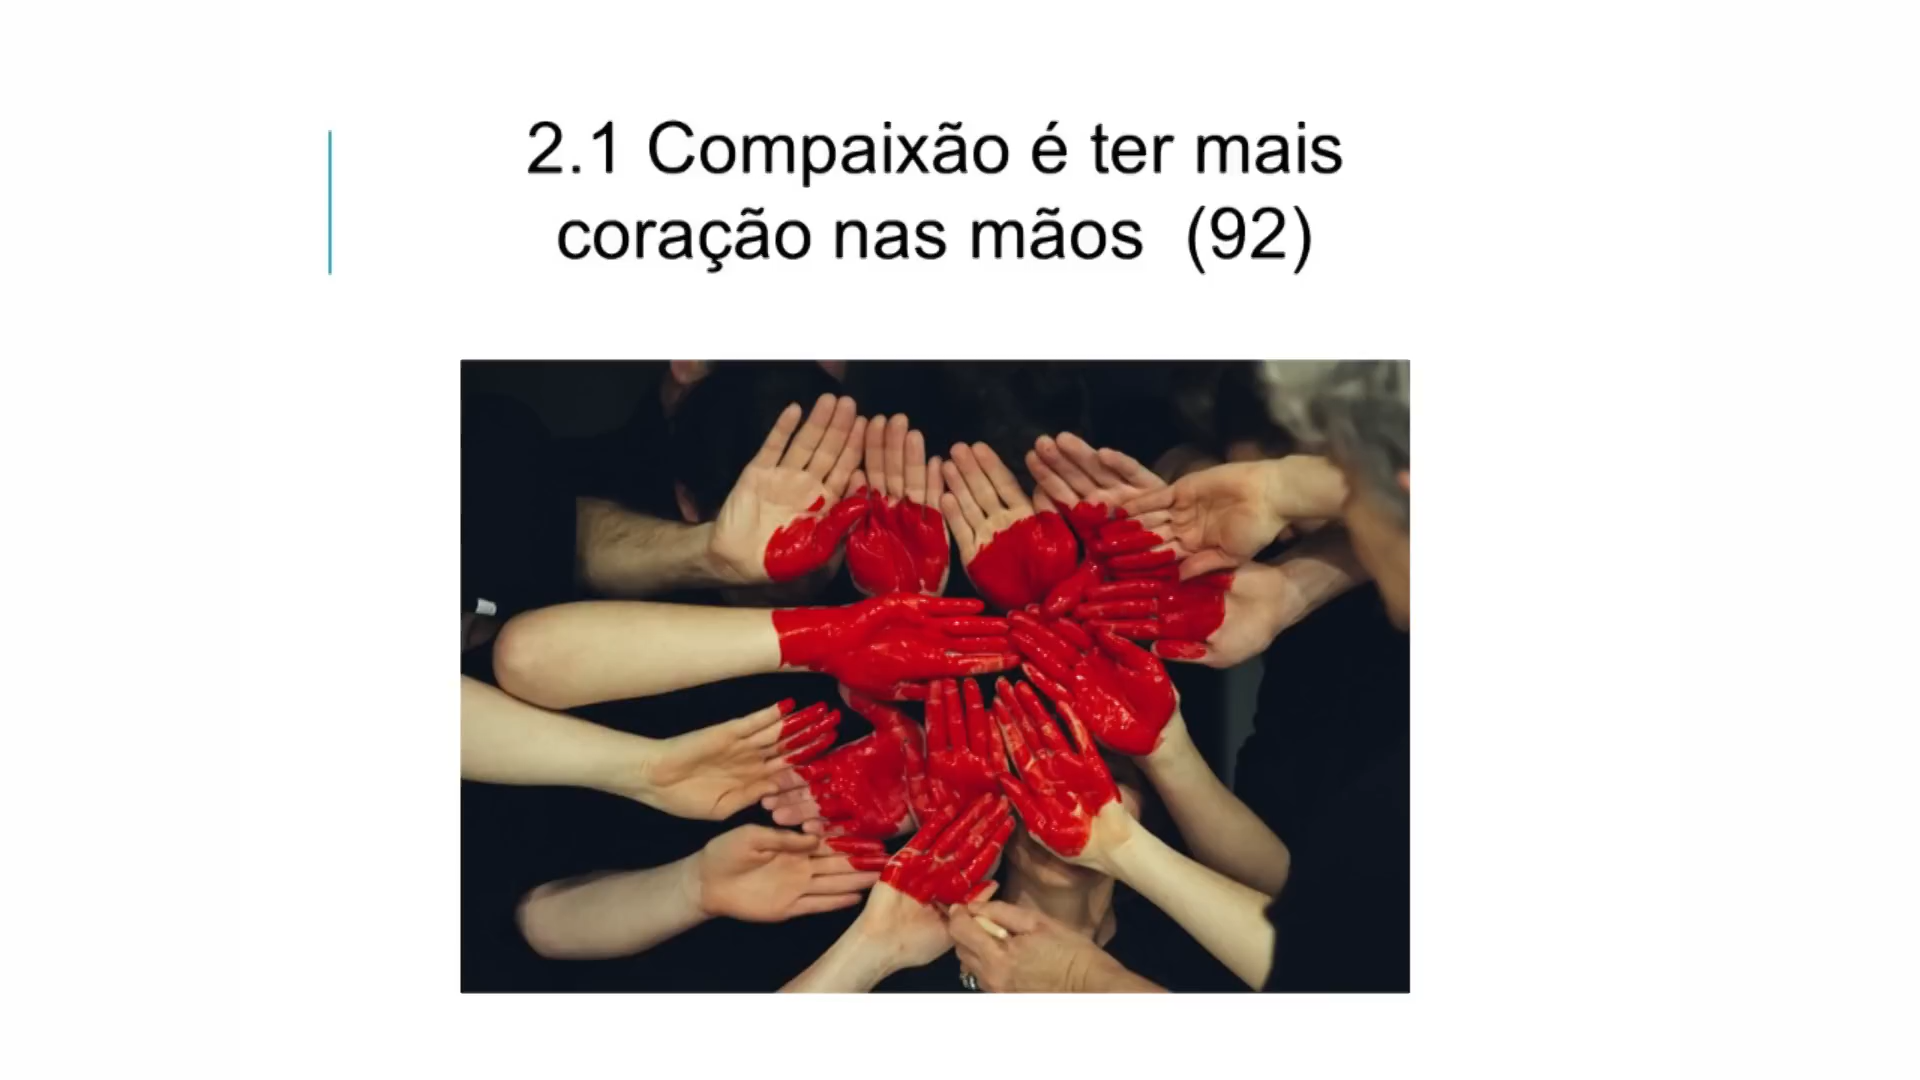 2.1 Compaixão é ter mais
coração nas mãos  (92)